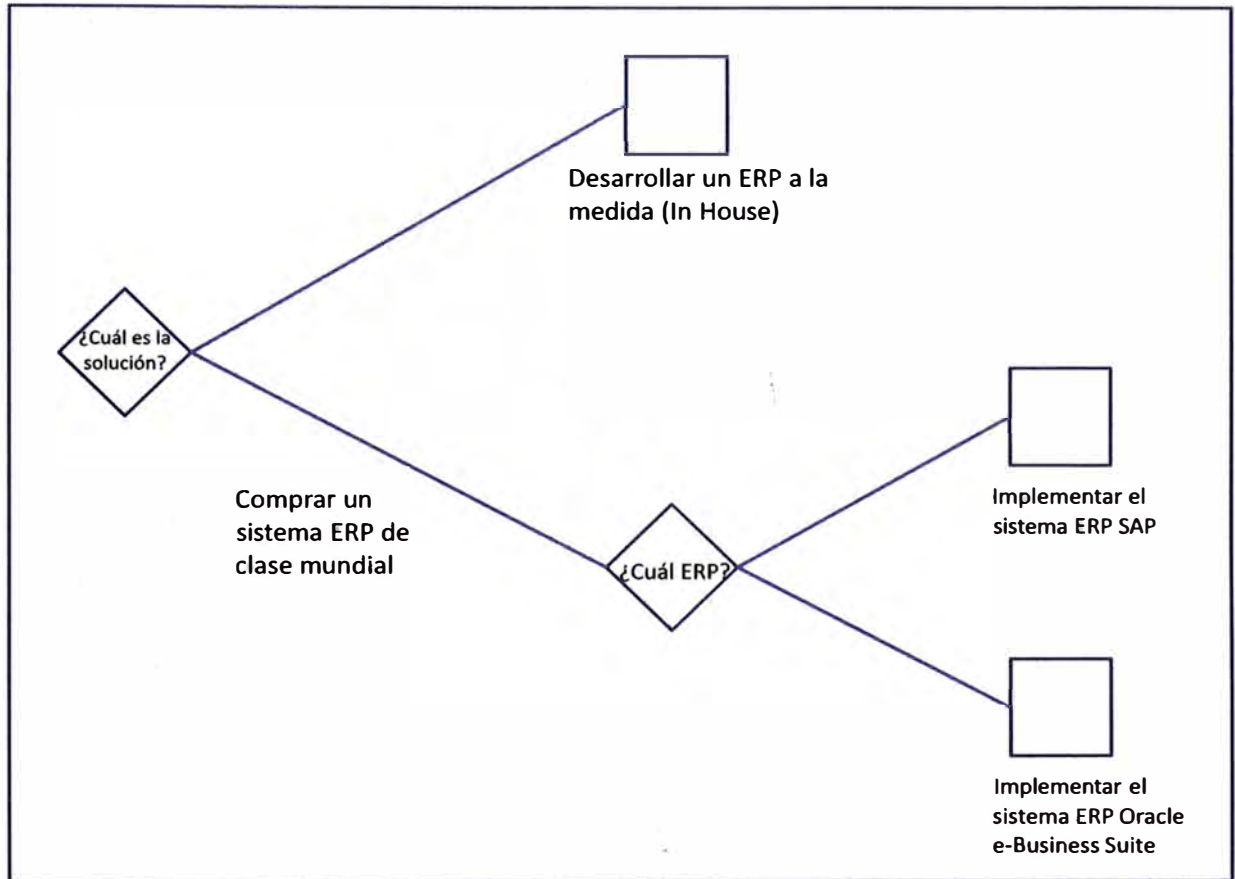 Desarrollar un ERP a la
medida (In House)
¿Cuál es la
solución?
Comprar un
sistema ERP de
clase mundial
¿Cuál ERP?
Implementar el
sistema ERP SAP
Implementar el
sistema ERP Oracle
e-Business Suite